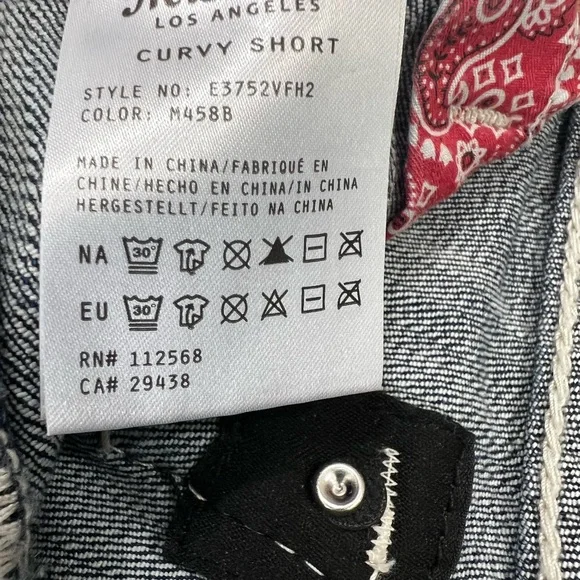 LOS ANGELES
CURVY SHORT
STYLE NO: E3752VFH2
COLOR: M458B
MADE IN CHINA/FABRIQUÉ EN
CHINE/HECHO EN CHINA/IN CHINA
HERGESTELLT/FEITO NA CHINA
NA 30°
EU 30°
RN# 112568
CA# 29438